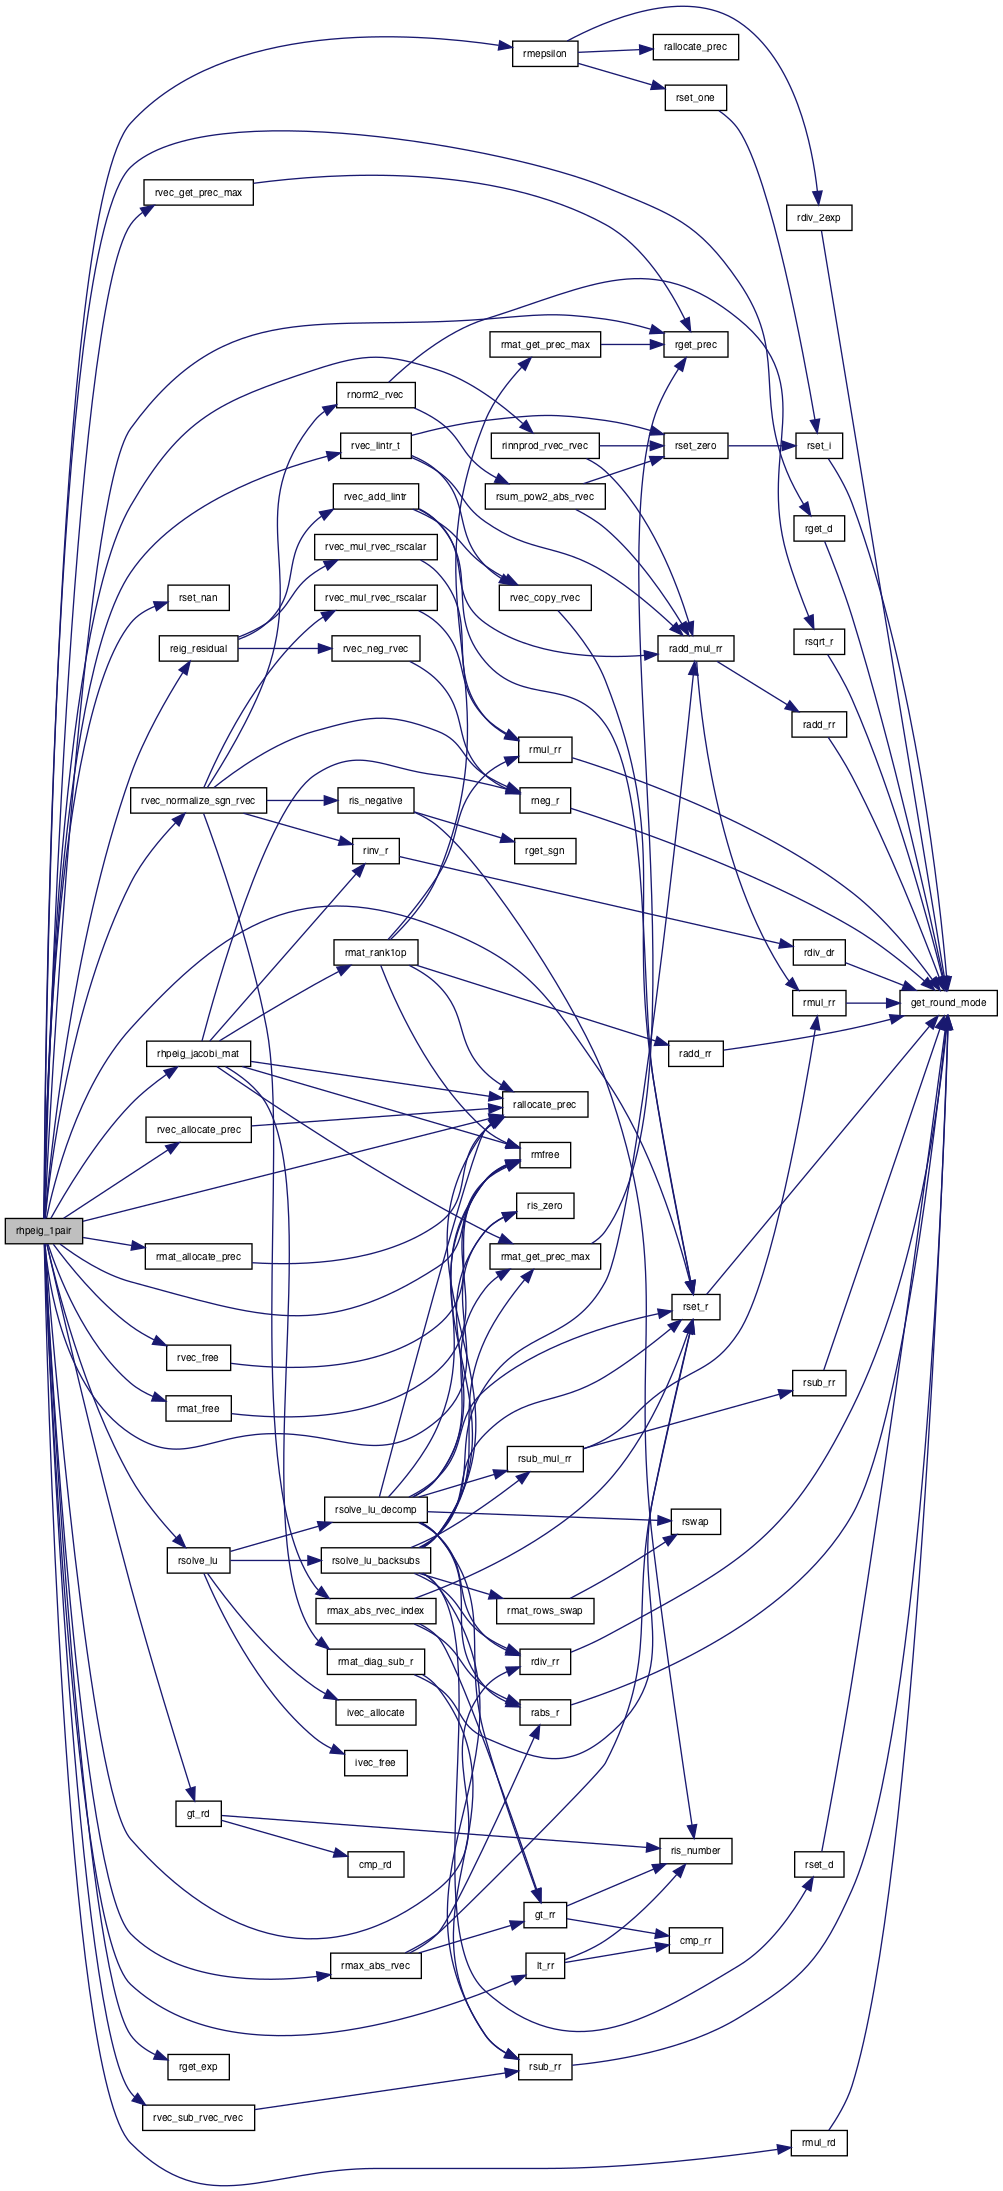 rmepsilon
rallocate_prec
rset_one
rvec_get_prec_max
rdiv_2exp
rmat_get_prec_max
rget_prec
rnorm2_rvec
rvec_lintr_t
rinnprod_rvec_rvec
rset_zero
rset_i
rvec_add_lintr
rsum_pow2_abs_rvec
rget_d
rvec_mul_rvec_rscalar
rset_nan
rvec_mul_rvec_rscalar
rvec_copy_rvec
reig_residual
rvec_neg_rvec
radd_mul_rr
rsqrt_r
radd_rr
rmul_rr
rvec_normalize_sgn_rvec
ris_negative
rneg_r
rinv_r
rget_sgn
rmat_rank1op
rdiv_dr
rmul_rr
get_round_mode
rhpeig_jacobi_mat
radd_rr
rallocate_prec
rvec_allocate_prec
rmfree
ris_zero
rhpeig_1pair
rmat_allocate_prec
rmat_get_prec_max
rset_r
rvec_free
rsub_rr
rmat_free
rsub_mul_rr
rsolve_lu_decomp
rswap
rsolve_lu
rsolve_lu_backsubs
rmax_abs_rvec_index
rmat_rows_swap
rmat_diag_sub_r
rdiv_rr
ivec_allocate
rabs_r
ivec_free
gt_rd
ris_number
cmp_rd
rset_d
gt_rr
cmp_rr
rmax_abs_rvec
lt_rr
rget_exp
rsub_rr
rvec_sub_rvec_rvec
rmul_rd